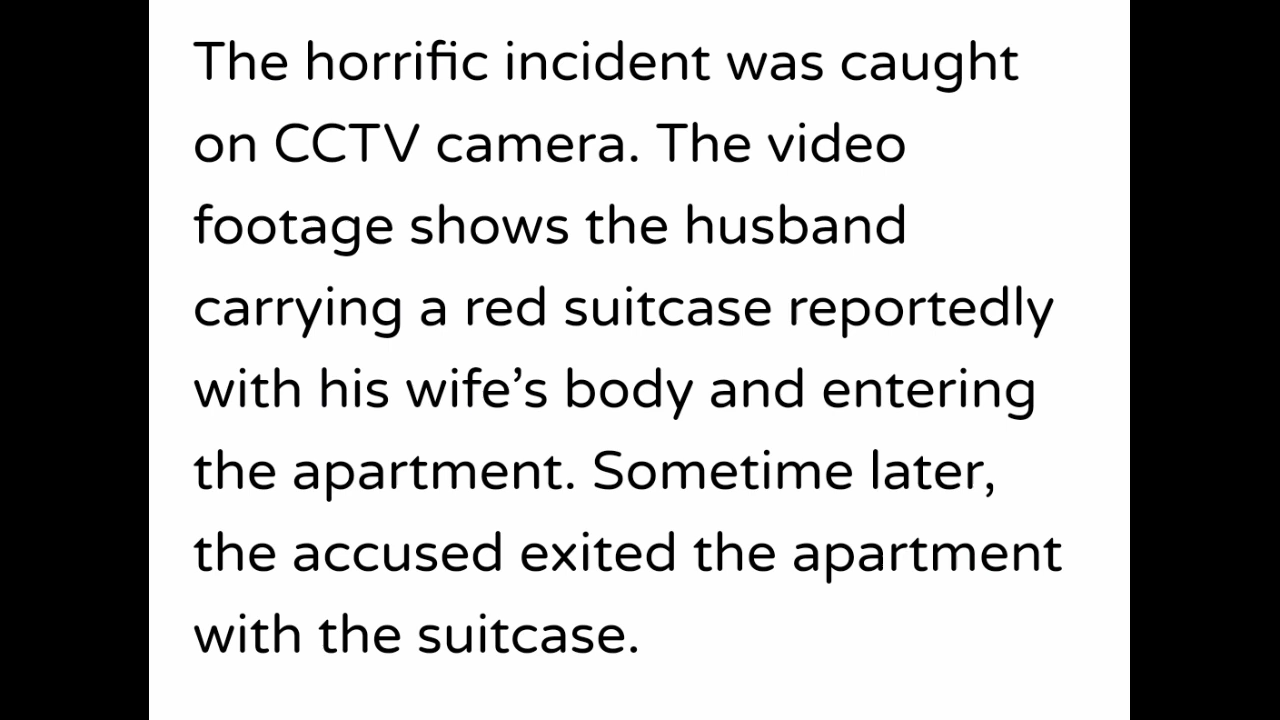 The horrific incident was caught
on CCTV camera. The video
footage shows the husband
carrying a red suitcase reportedly
with his wife’s body and entering
the apartment. Sometime later,
the accused exited the apartment
with the suitcase.